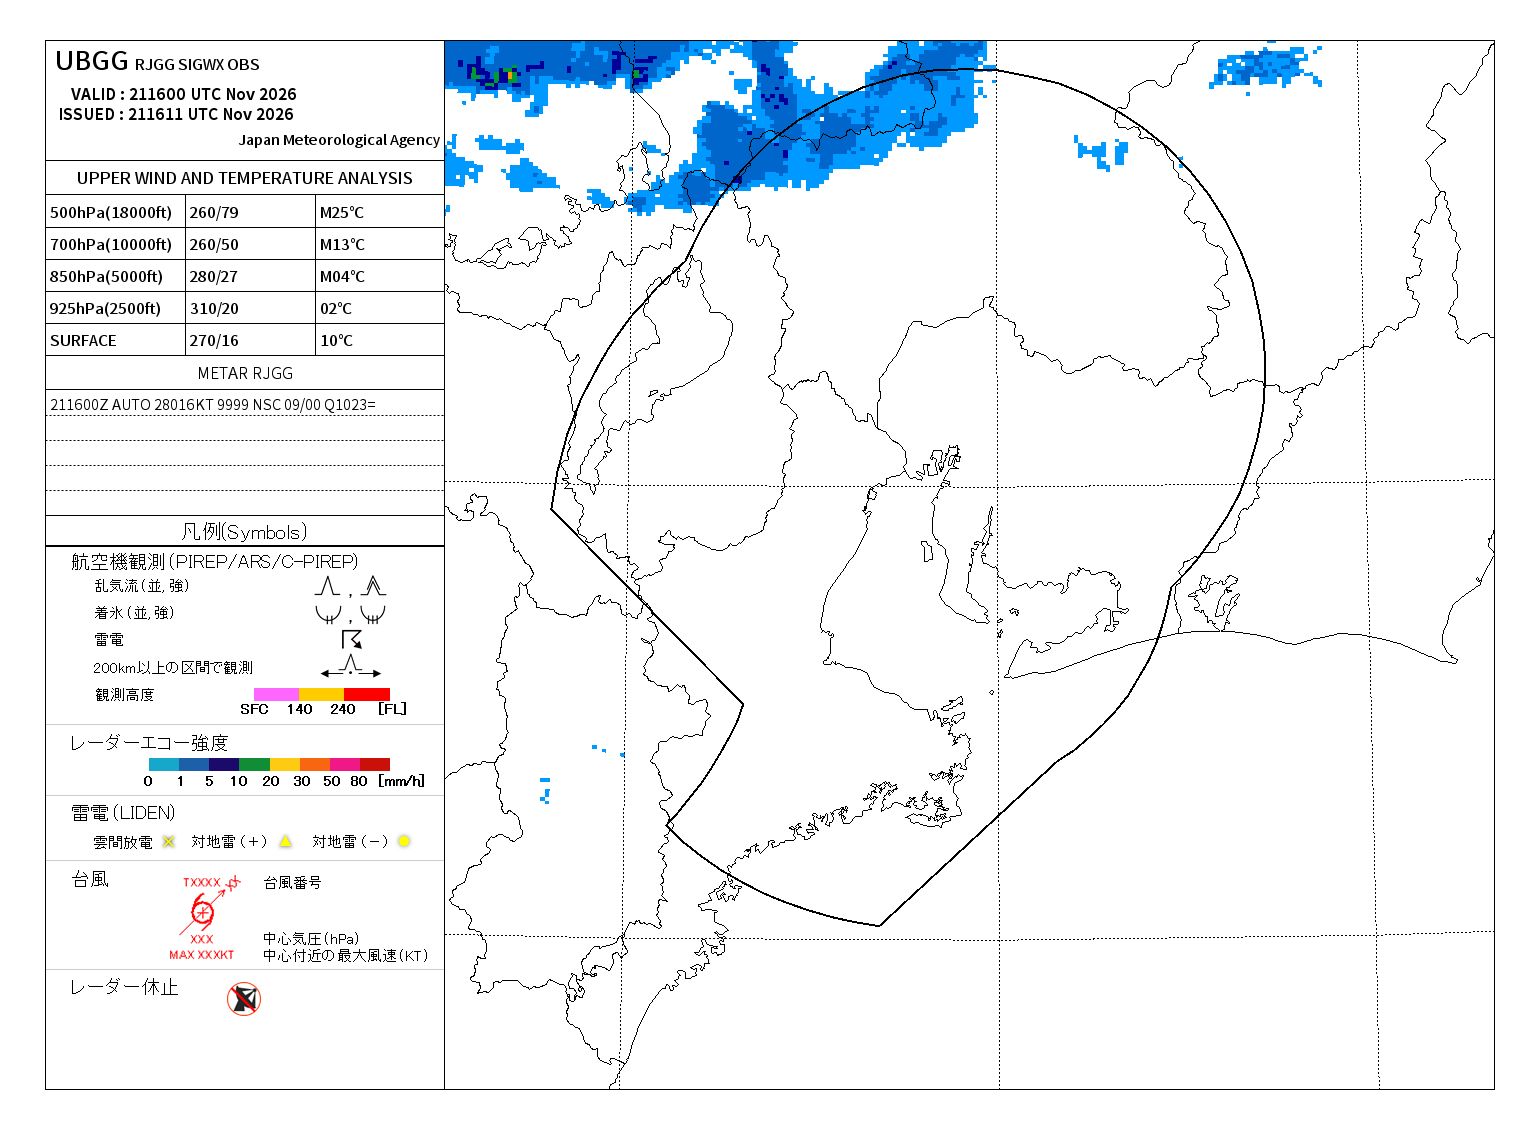 UBGG RJGG SIGWX OBS
VALID : 211600 UTC Nov 2026
ISSUED : 211611 UTC Nov 2026
Japan Meteorological Agency
UPPER WIND AND TEMPERATURE ANALYSIS
500hPa(18000ft) 260/79 M25℃
700hPa(10000ft) 260/50 M13℃
850hPa(5000ft) 280/27 M04℃
925hPa(2500ft) 310/20 02℃
SURFACE 270/16 10℃
METAR RJGG
211600Z AUTO 28016KT 9999 NSC 09/00 Q1023=
凡例(Symbols)
航空機観測(PIREP/ARS/C-PIREP)
乱気流(並,強) ,
着氷(並,強) ,
雷電
200km以上の区間で観測
観測高度
SFC 140 240 [FL]
レーダーエコー強度
0 1 5 10 20 30 50 80 [mm/h]
雷電(LIDEN)
雲間放電 対地雷(+) 対地雷(−)
台風
TXXXX 台風番号
XXX 中心気圧(hPa)
MAX XXXKT 中心付近の最大風速(KT)
レーダー休止